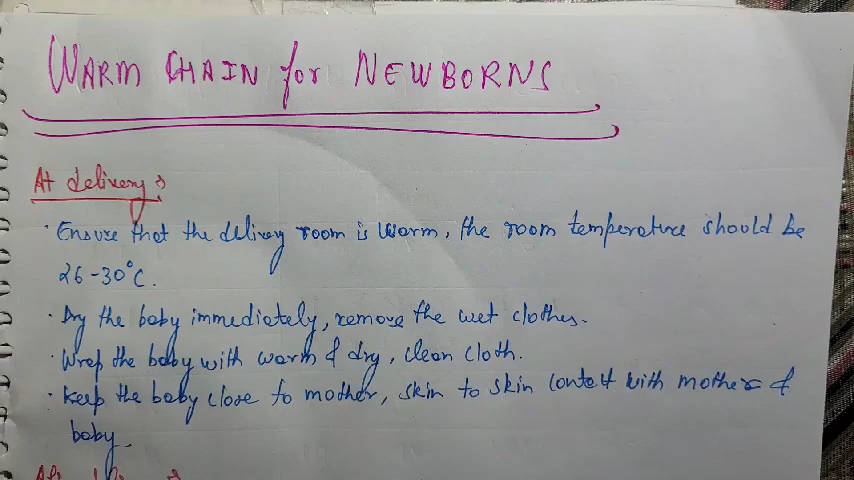 WARM CHAIN for NEWBORNS
At delivery :
· Ensure that the delivery room is warm, the room temperature should be
26-30°C.
· Dry the baby immediately, remove the wet clothes.
· Wrap the baby with warm & dry, clean cloth.
· Keep the baby close to mother, skin to skin contact with mother &
baby.